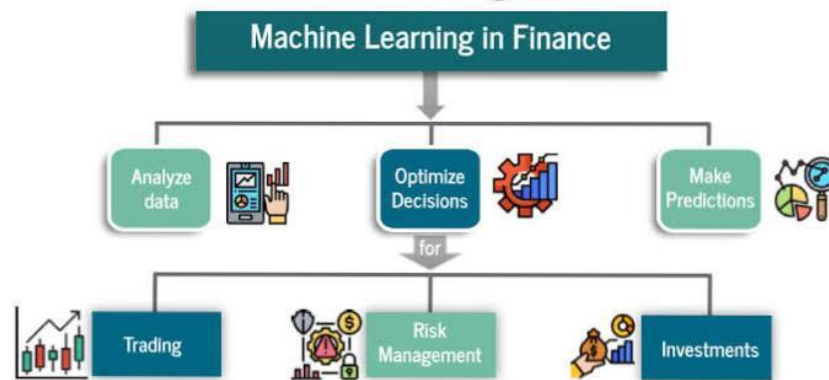 Machine Learning in Finance
Analyze
data
Optimize
Decisions
Make
Predictions
for
Trading
Risk
Management
Investments